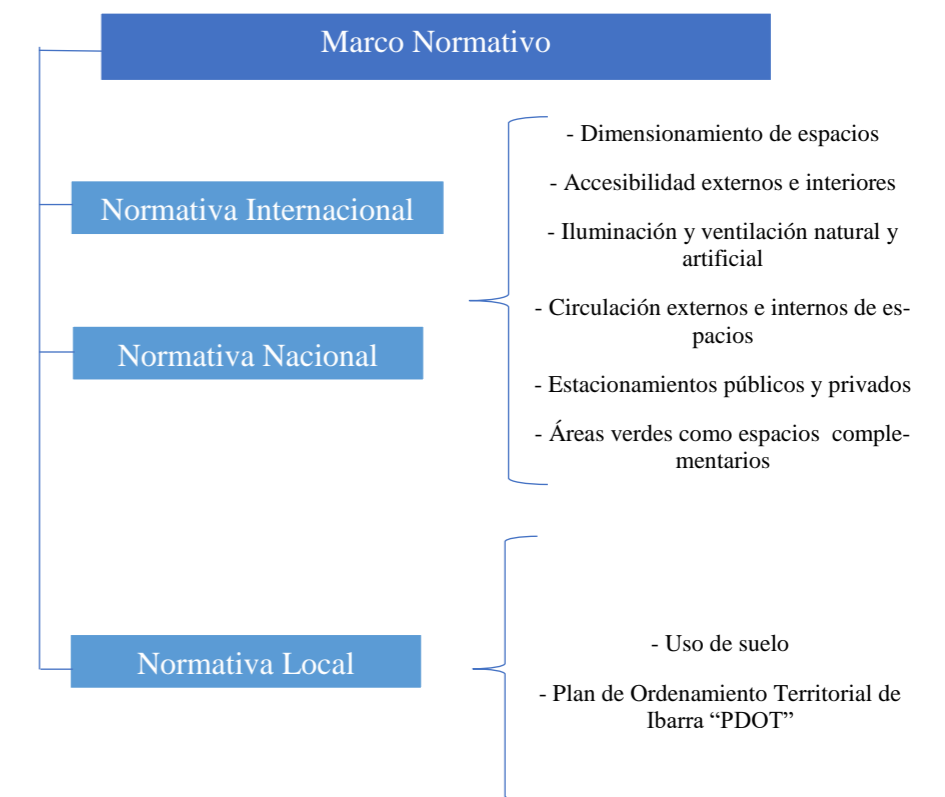 Marco Normativo
Normativa Internacional
Normativa Nacional
- Dimensionamiento de espacios
- Accesibilidad externos e interiores
- Iluminación y ventilación natural y
artificial
- Circulación externos e internos de es-
pacios
- Estacionamientos públicos y privados
- Áreas verdes como espacios comple-
mentarios
Normativa Local
- Uso de suelo
- Plan de Ordenamiento Territorial de
Ibarra “PDOT”